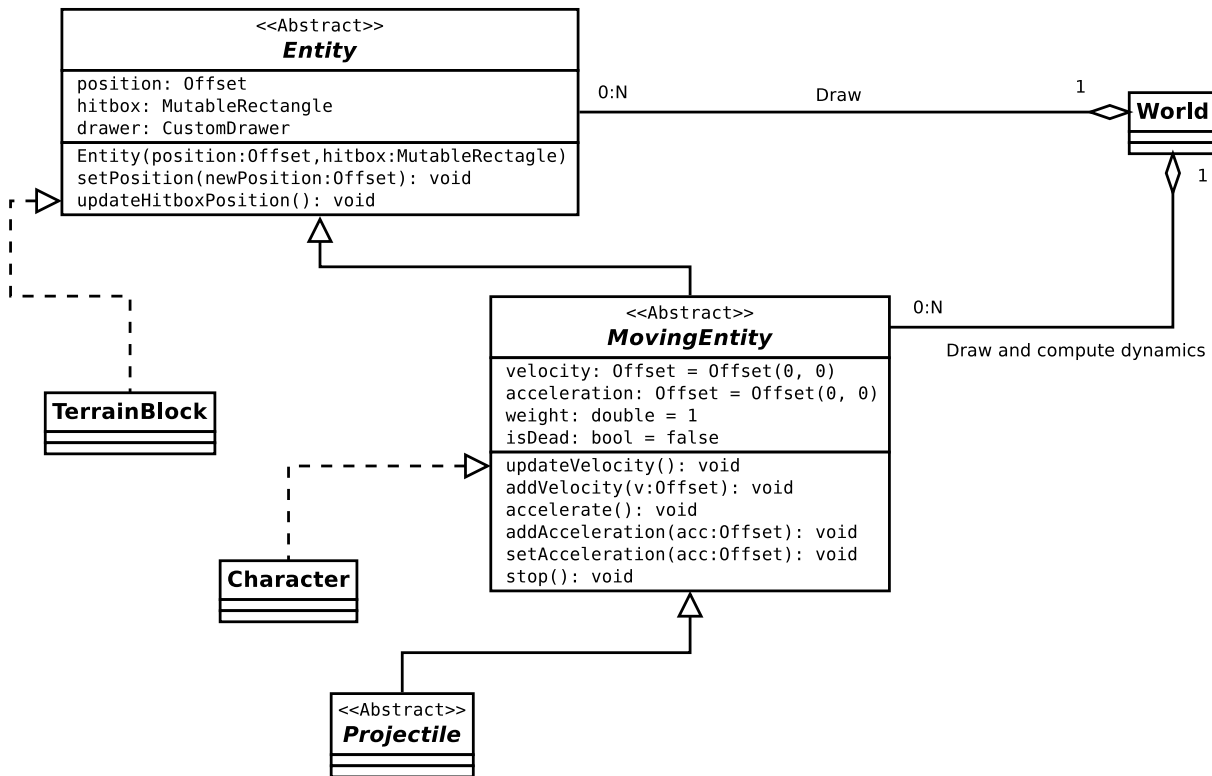 <<Abstract>>
Entity
position: Offset
hitbox: MutableRectangle
drawer: CustomDrawer
Entity(position:Offset,hitbox:MutableRectagle)
setPosition(newPosition:Offset): void
updateHitboxPosition(): void
0:N
Draw
1
World
1
<<Abstract>>
MovingEntity
velocity: Offset = Offset(0, 0)
acceleration: Offset = Offset(0, 0)
weight: double = 1
isDead: bool = false
updateVelocity(): void
addVelocity(v:Offset): void
accelerate(): void
addAcceleration(acc:Offset): void
setAcceleration(acc:Offset): void
stop(): void
0:N
Draw and compute dynamics
TerrainBlock
Character
<<Abstract>>
Projectile